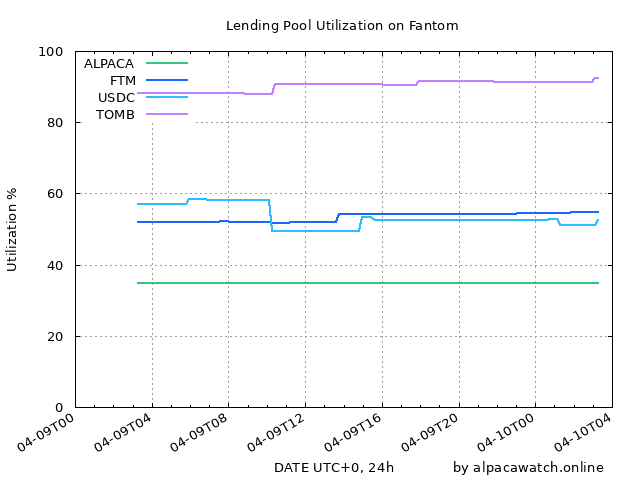 Lending Pool Utilization on Fantom
100
80
60
40
20
0
Utilization %
ALPACA
FTM
USDC
TOMB
04-09T00
04-09T04
04-09T08
04-09T12
04-09T16
04-09T20
04-10T00
04-10T04
DATE UTC+0, 24h
by alpacawatch.online